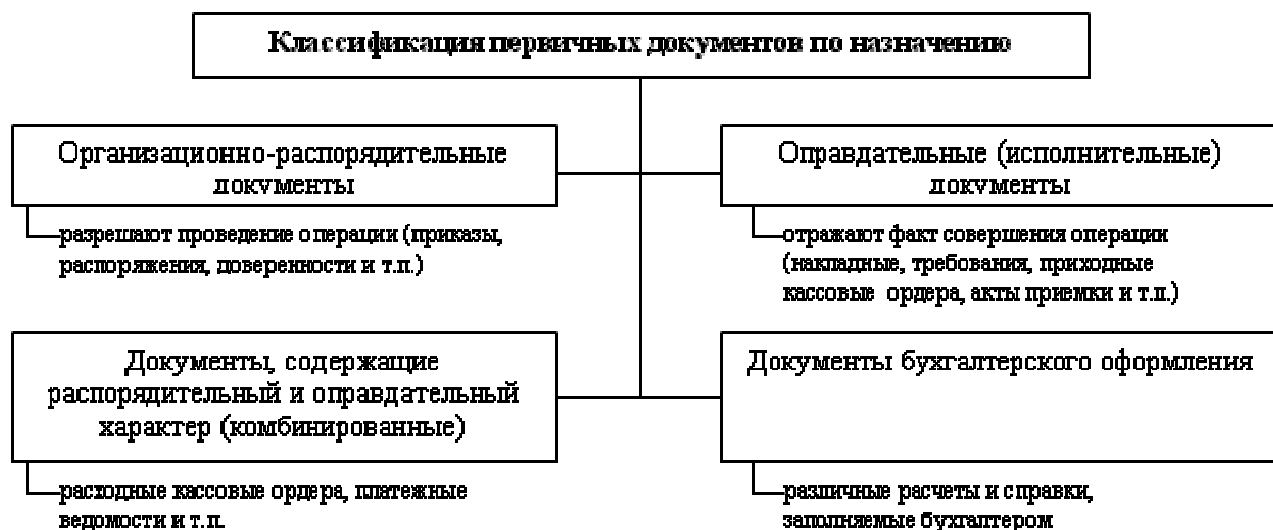 Классификация первичных документов по назначению
Организационно-распорядительные
документы
разрешают проведение операции (приказы,
распоряжения, доверенности и т.п.)
Оправдательные (исполнительные)
документы
отражают факт совершения операции
(накладные, требования, приходные
кассовые ордера, акты приемки и т.п.)
Документы, содержащие
распорядительный и оправдательный
характер (комбинированные)
расходные кассовые ордера, платежные
ведомости и т.п.
Документы бухгалтерского оформления
различные расчеты и справки,
заполняемые бухгалтером